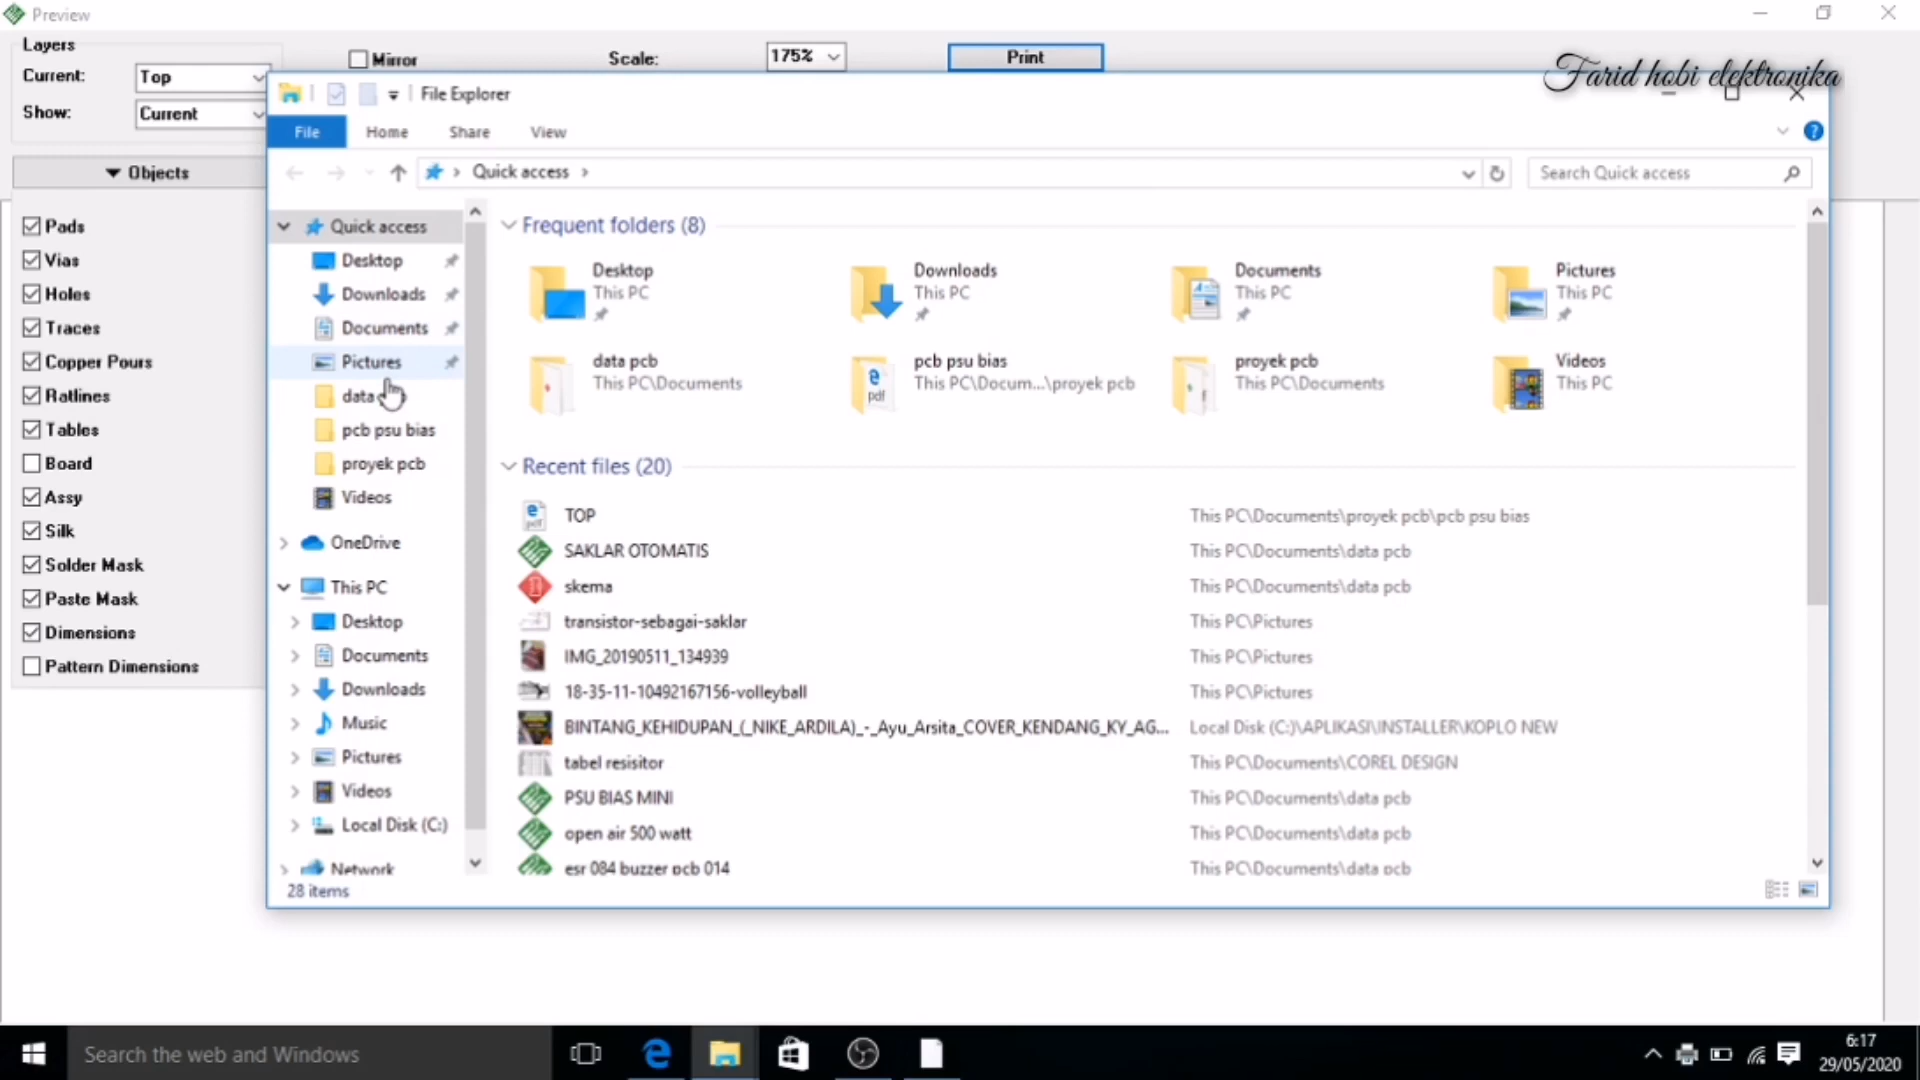 Preview
Layers
Current: Top
Show: Current
Mirror
Scale: 175%
Print
Farid hobi elektronika
Objects
Pads
Vias
Holes
Traces
Copper Pours
Ratlines
Tables
Board
Assy
Silk
Solder Mask
Paste Mask
Dimensions
Pattern Dimensions
File Explorer
File Home Share View
Quick access
Search Quick access
Quick access
Desktop
Downloads
Documents
Pictures
data
pcb psu bias
proyek pcb
Videos
OneDrive
This PC
Desktop
Documents
Downloads
Music
Pictures
Videos
Local Disk (C:)
Network
Frequent folders (8)
Desktop
This PC
Downloads
This PC
Documents
This PC
Pictures
This PC
data pcb
This PC\Documents
pcb psu bias
This PC\Docum...\proyek pcb
proyek pcb
This PC\Documents
Videos
This PC
Recent files (20)
TOP This PC\Documents\proyek pcb\pcb psu bias
SAKLAR OTOMATIS This PC\Documents\data pcb
skema This PC\Documents\data pcb
transistor-sebagai-saklar This PC\Pictures
IMG_20190511_134939 This PC\Pictures
18-35-11-10492167156-volleyball This PC\Pictures
BINTANG_KEHIDUPAN_(_NIKE_ARDILA)_-_Ayu_Arsita_COVER_KENDANG_KY_AG... Local Disk (C:)\APLIKASI\INSTALLER\KOPLO NEW
tabel resisitor This PC\Documents\COREL DESIGN
PSU BIAS MINI This PC\Documents\data pcb
open air 500 watt This PC\Documents\data pcb
esr 084 buzzer pcb 014 This PC\Documents\data pcb
28 items
Search the web and Windows
6:17
29/05/2020